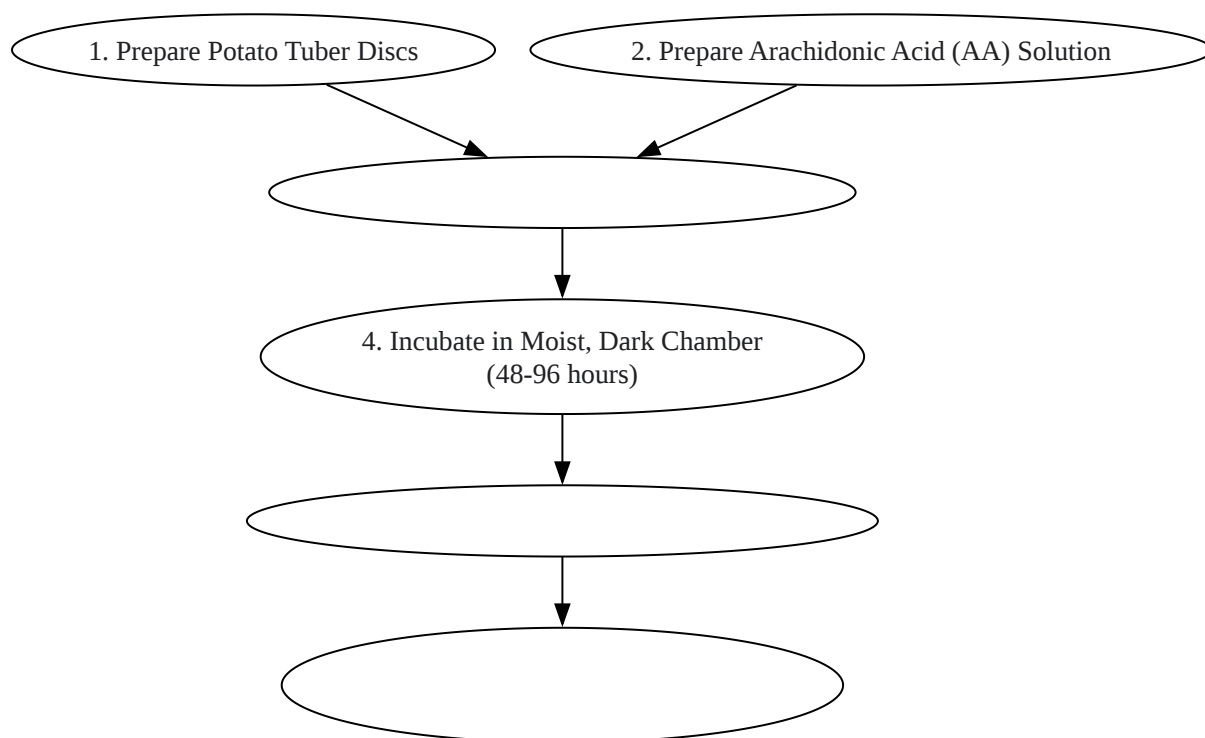 1. Prepare Potato Tuber Discs
2. Prepare Arachidonic Acid (AA) Solution
4. Incubate in Moist, Dark Chamber
(48-96 hours)